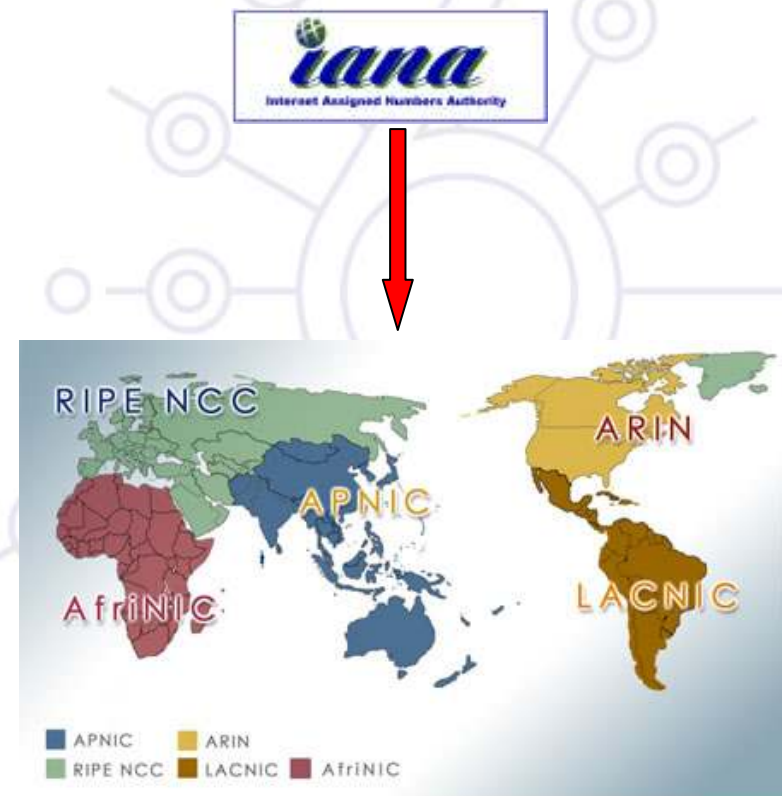 iana
Internet Assigned Numbers Authority
RIPE NCC
ARIN
APNIC
AfriNIC
LACNIC
APNIC ARIN
RIPE NCC LACNIC AfriNIC